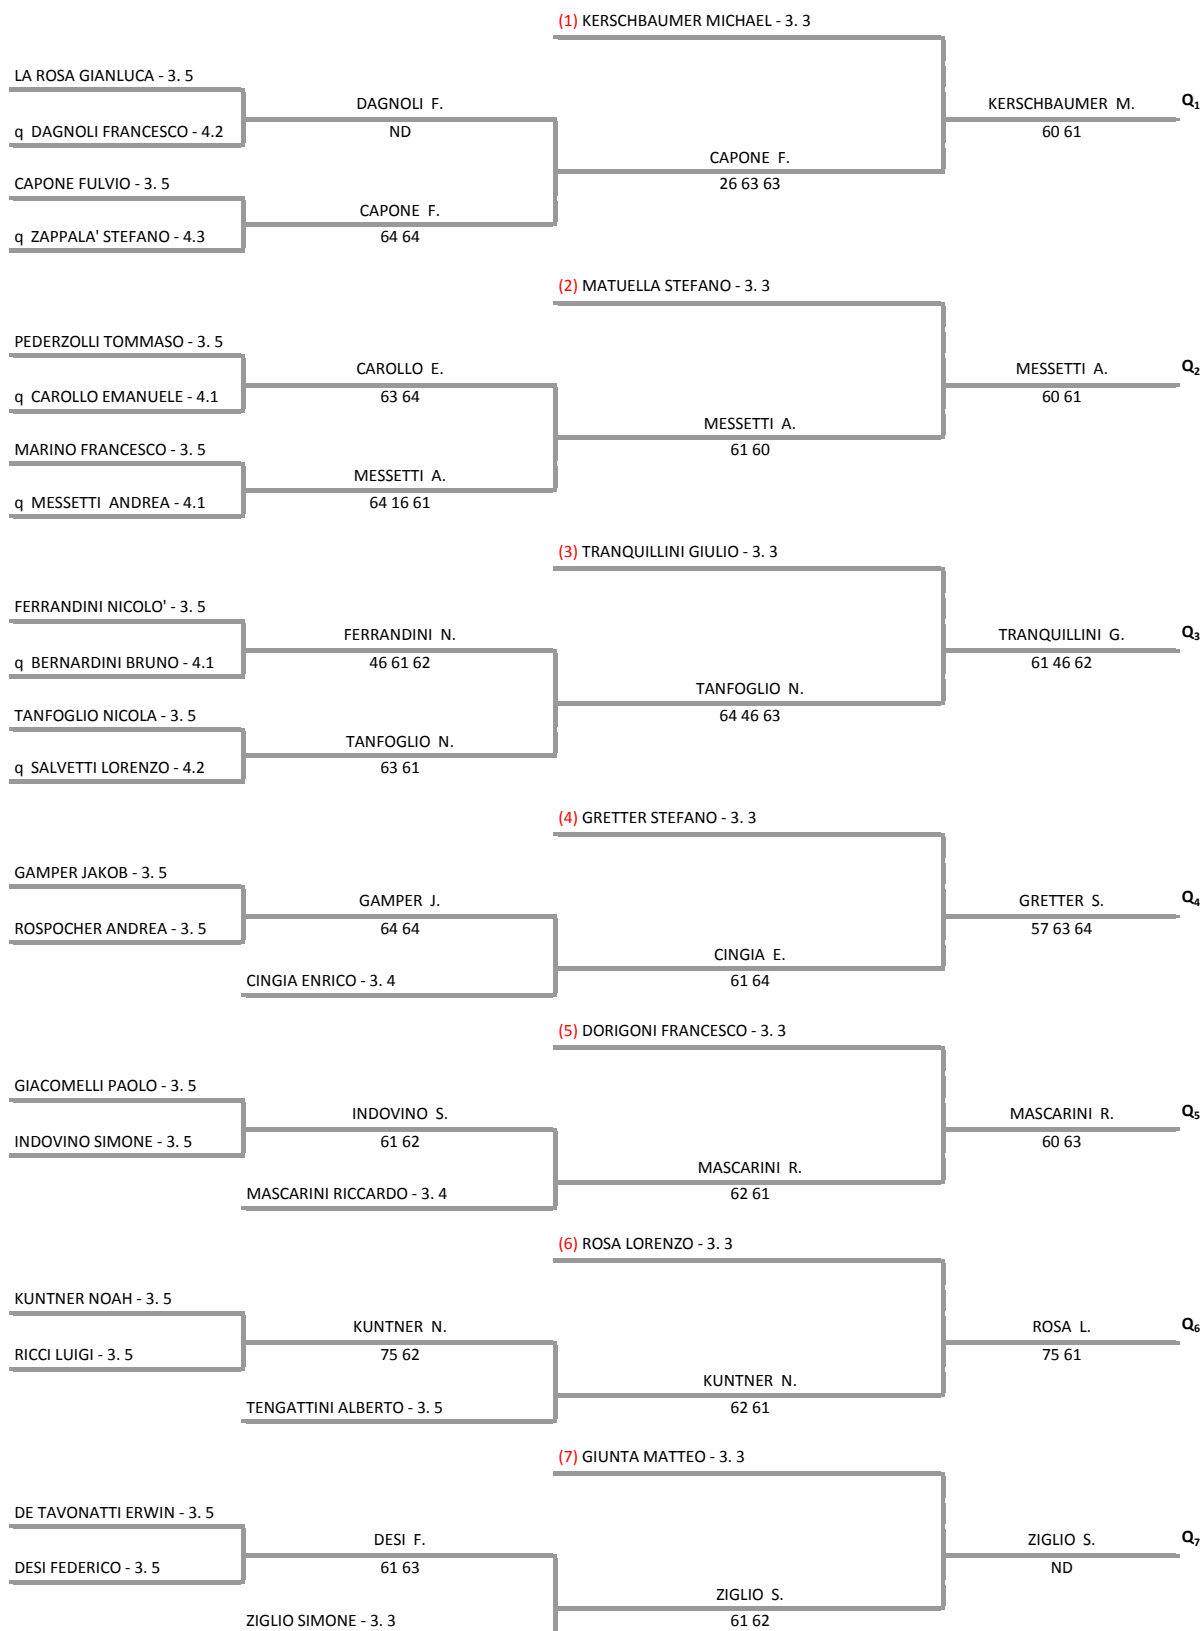 (1) KERSCHBAUMER MICHAEL - 3. 3
LA ROSA GIANLUCA - 3. 5
DAGNOLI F.
KERSCHBAUMER M.
Q1
q DAGNOLI FRANCESCO - 4.2
ND
60 61
CAPONE F.
CAPONE FULVIO - 3. 5
26 63 63
CAPONE F.
q ZAPPALA' STEFANO - 4.3
64 64
(2) MATUELLA STEFANO - 3. 3
PEDERZOLLI TOMMASO - 3. 5
CAROLLO E.
MESSETTI A.
Q2
q CAROLLO EMANUELE - 4.1
63 64
60 61
MESSETTI A.
MARINO FRANCESCO - 3. 5
61 60
MESSETTI A.
q MESSETTI ANDREA - 4.1
64 16 61
(3) TRANQUILLINI GIULIO - 3. 3
FERRANDINI NICOLO' - 3. 5
FERRANDINI N.
TRANQUILLINI G.
Q3
q BERNARDINI BRUNO - 4.1
46 61 62
61 46 62
TANFOGLIO N.
TANFOGLIO NICOLA - 3. 5
64 46 63
TANFOGLIO N.
q SALVETTI LORENZO - 4.2
63 61
(4) GRETTER STEFANO - 3. 3
GAMPER JAKOB - 3. 5
GAMPER J.
GRETTER S.
Q4
ROSPOCHER ANDREA - 3. 5
64 64
57 63 64
CINGIA E.
CINGIA ENRICO - 3. 4
61 64
(5) DORIGONI FRANCESCO - 3. 3
GIACOMELLI PAOLO - 3. 5
INDOVINO S.
MASCARINI R.
Q5
INDOVINO SIMONE - 3. 5
61 62
60 63
MASCARINI R.
MASCARINI RICCARDO - 3. 4
62 61
(6) ROSA LORENZO - 3. 3
KUNTNER NOAH - 3. 5
KUNTNER N.
ROSA L.
Q6
RICCI LUIGI - 3. 5
75 62
75 61
KUNTNER N.
TENGATTINI ALBERTO - 3. 5
62 61
(7) GIUNTA MATTEO - 3. 3
DE TAVONATTI ERWIN - 3. 5
DESI F.
ZIGLIO S.
Q7
DESI FEDERICO - 3. 5
61 63
ND
ZIGLIO S.
ZIGLIO SIMONE - 3. 3
61 62